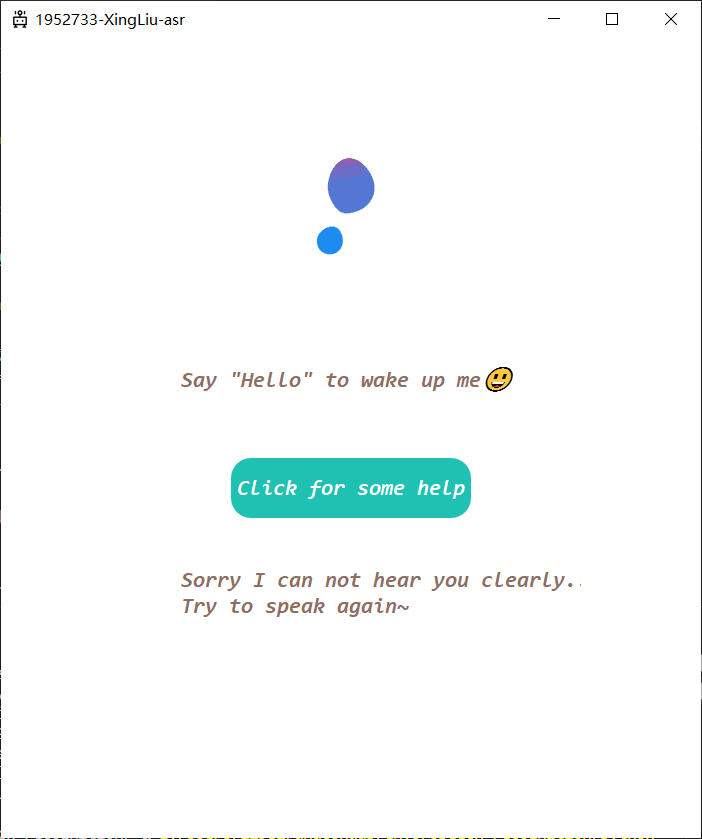 1952733-XingLiu-asr
Say "Hello" to wake up me😃
Click for some help
Sorry I can not hear you clearly..
Try to speak again~